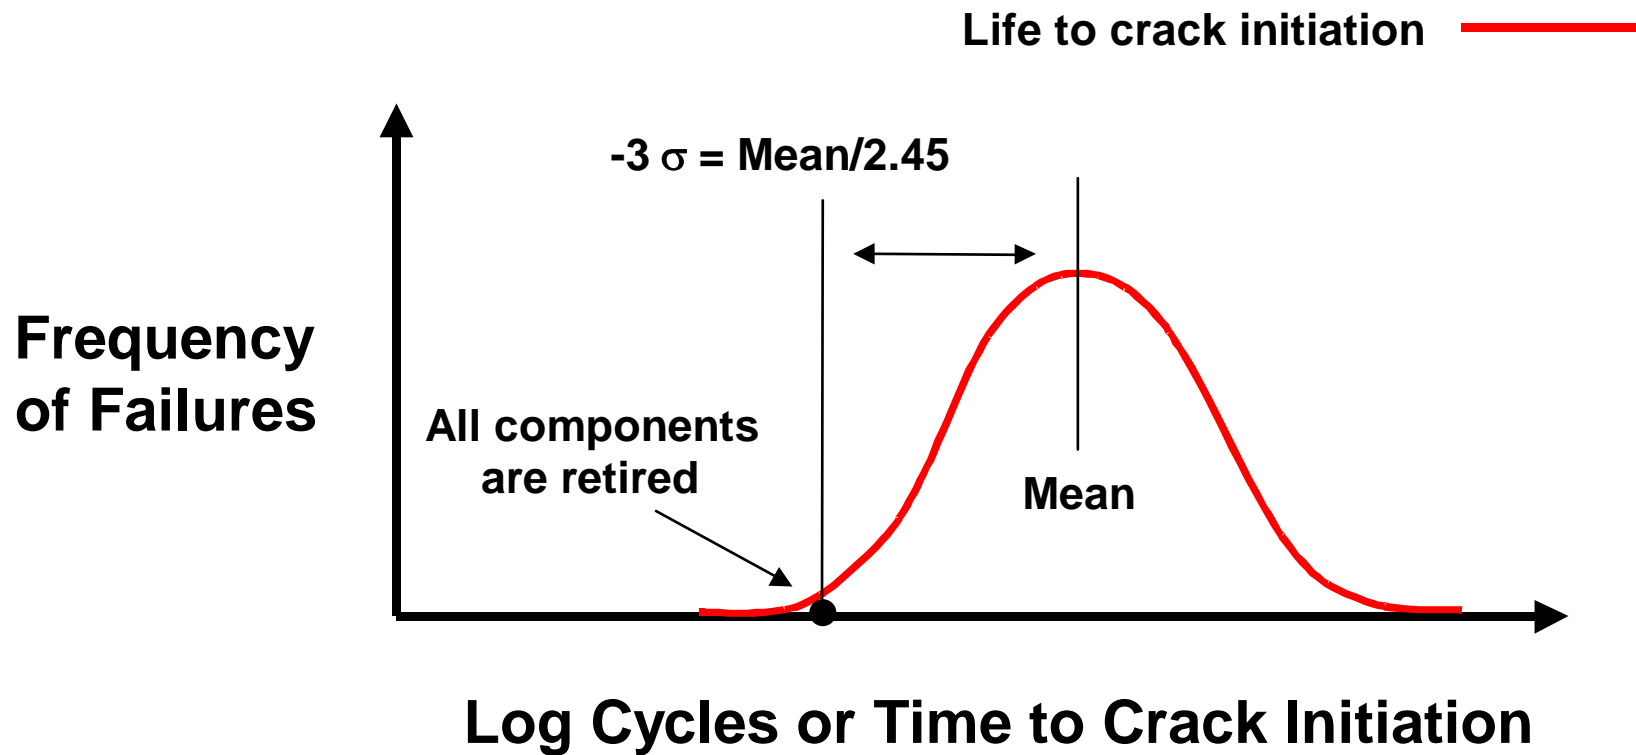 Life to crack initiation
-3 σ = Mean/2.45
Frequency
of Failures
All components
are retired
Mean
Log Cycles or Time to Crack Initiation